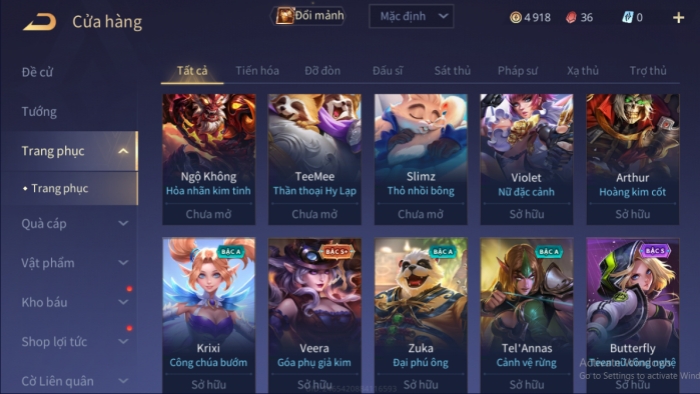 Cửa hàng
Đổi mảnh
Mặc định
4 918
36
0
Đề cử
Tướng
Trang phục
• Trang phục
Quà cáp
Vật phẩm
Kho báu
Shop lợi tức
Cờ Liên quân
Tất cả Tiến hóa Đỡ đòn Đấu sĩ Sát thủ Pháp sư Xạ thủ Trợ thủ
Ngộ Không TeeMee Slimz Violet Arthur
Hỏa nhãn kim tinh Thần thoại Hy Lạp Thỏ nhồi bông Nữ đặc cảnh Hoàng kim cốt
Chưa mở Chưa mở Chưa mở Sở hữu Sở hữu
BẬC A BẬC S+ BẬC A BẬC A BẬC S
Krixi Veera Zuka Tel'Annas Butterfly
Công chúa bướm Góa phụ giả kim Đại phú ông Cảnh vệ rừng Teen nữ công nghệ
Sở hữu Sở hữu Sở hữu Sở hữu Sở hữu
Activate Windows
Go to Settings to activate Wind